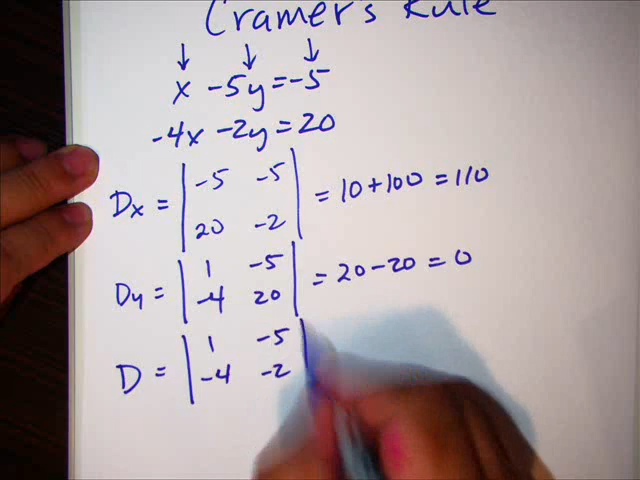 Cramer's Rule
↓ ↓ ↓
x -5y=-5
-4x -2y=20
Dx = | -5 -5 | = 10+100 = 110
| 20 -2 |
Dy = | 1 -5 | = 20-20 = 0
| -4 20 |
D = | 1 -5 |
| -4 -2 |